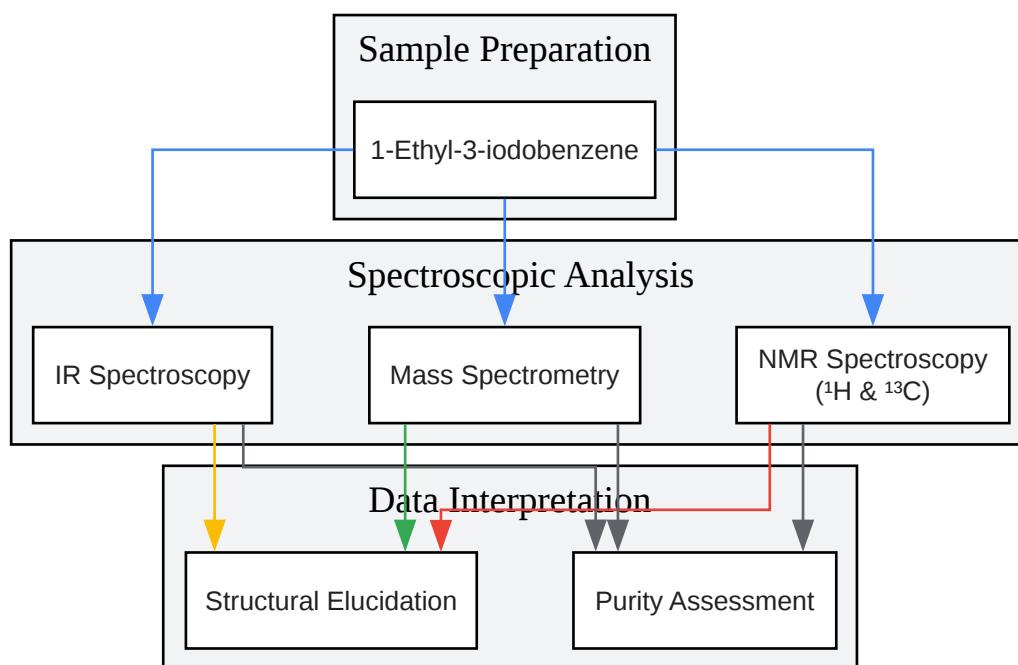 Sample Preparation
1-Ethyl-3-iodobenzene
Spectroscopic Analysis
IR Spectroscopy
Mass Spectrometry
NMR Spectroscopy
(¹H & ¹³C)
Data Interpretation
Structural Elucidation
Purity Assessment